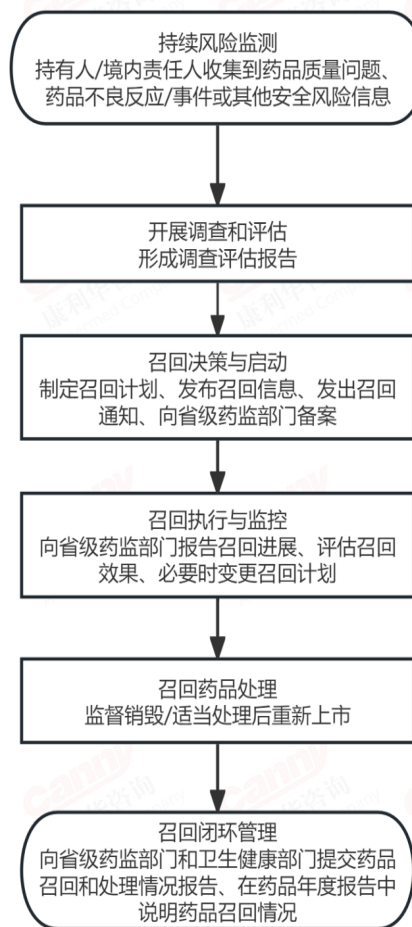 持续风险监测
持有人/境内责任人收集到药品质量问题、
药品不良反应/事件或其他安全风险信息
开展调查和评估
形成调查评估报告
召回决策与启动
制定召回计划、发布召回信息、发出召回
通知、向省级药监部门备案
召回执行与监控
向省级药监部门报告召回进展、评估召回
效果、必要时变更召回计划
召回药品处理
监督销毁/适当处理后重新上市
召回闭环管理
向省级药监部门和卫生健康部门提交药品
召回和处理情况报告、在药品年度报告中
说明药品召回情况